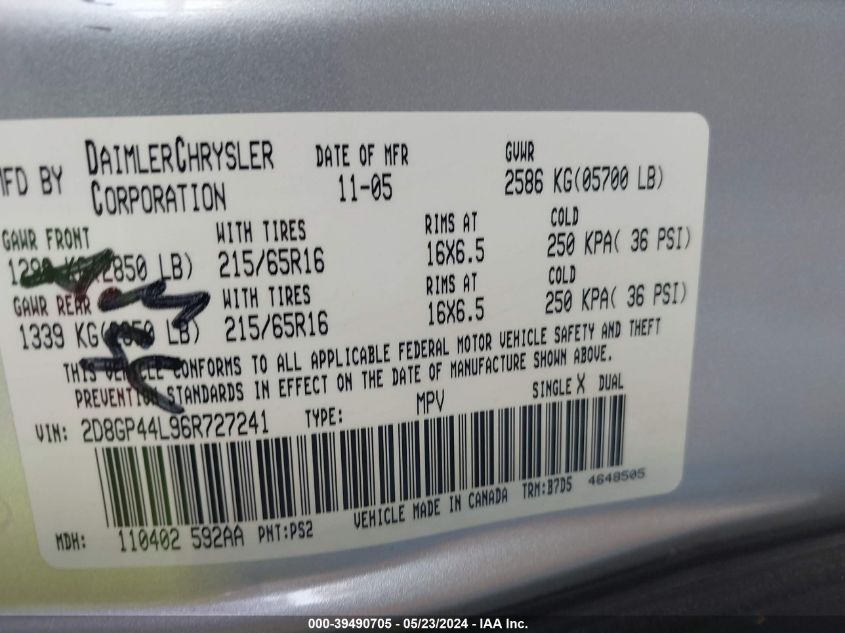 MFD BY DAIMLERCHRYSLER CORPORATION
DATE OF MFR 11-05
GVWR 2586 KG(05700 LB)
GAWR FRONT WITH TIRES RIMS AT COLD
KG(2850 LB) 215/65R16 16X6.5 250 KPA( 36 PSI)
GAWR REAR WITH TIRES RIMS AT COLD
1339 KG( LB) 215/65R16 16X6.5 250 KPA( 36 PSI)
THIS VEHICLE CONFORMS TO ALL APPLICABLE FEDERAL MOTOR VEHICLE SAFETY AND THEFT
PREVENTION STANDARDS IN EFFECT ON THE DATE OF MANUFACTURE SHOWN ABOVE.
VIN: 2D8GP44L96R727241 TYPE: MPV SINGLE X DUAL
MDH: 110402 592AA PNT:PS2 VEHICLE MADE IN CANADA TRM:B7D5 4648505
000-39490705 - 05/23/2024 - IAA Inc.